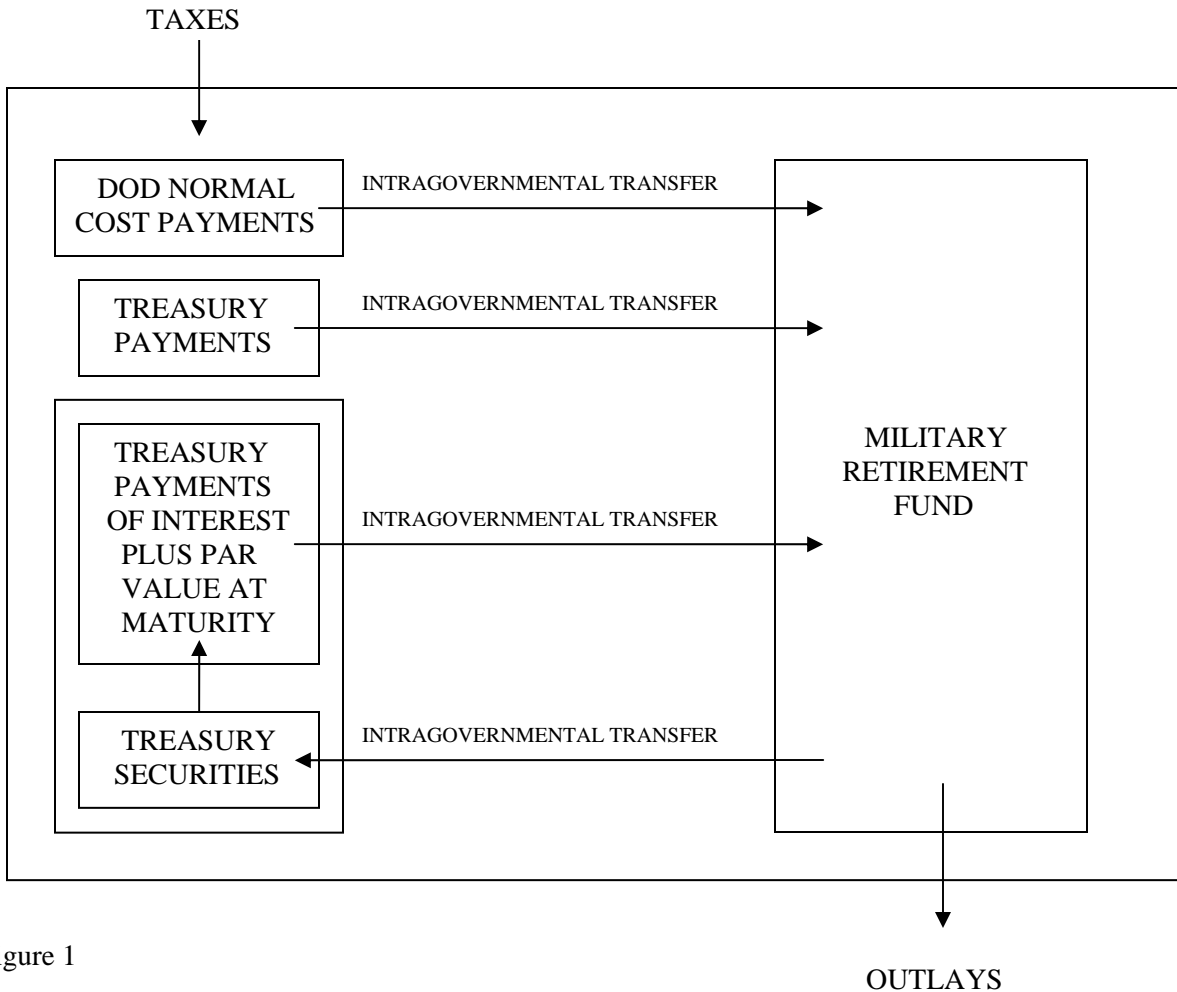 TAXES
DOD NORMAL
COST PAYMENTS
INTRAGOVERNMENTAL TRANSFER
TREASURY
PAYMENTS
INTRAGOVERNMENTAL TRANSFER
TREASURY
PAYMENTS
OF INTEREST
PLUS PAR
VALUE AT
MATURITY
INTRAGOVERNMENTAL TRANSFER
MILITARY
RETIREMENT
FUND
TREASURY
SECURITIES
INTRAGOVERNMENTAL TRANSFER
igure 1
OUTLAYS